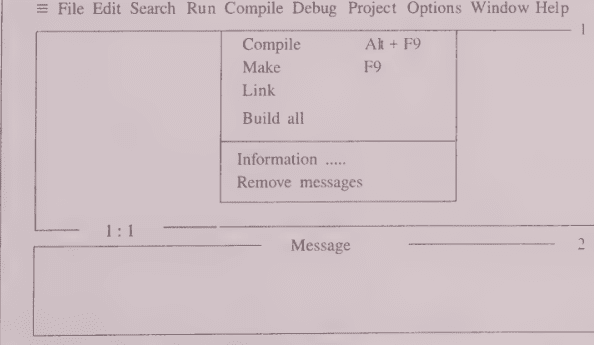 ≡ File Edit Search Run Compile Debug Project Options Window Help
1
Compile Alt + F9
Make F9
Link
Build all
Information .....
Remove messages
1 : 1
Message 2